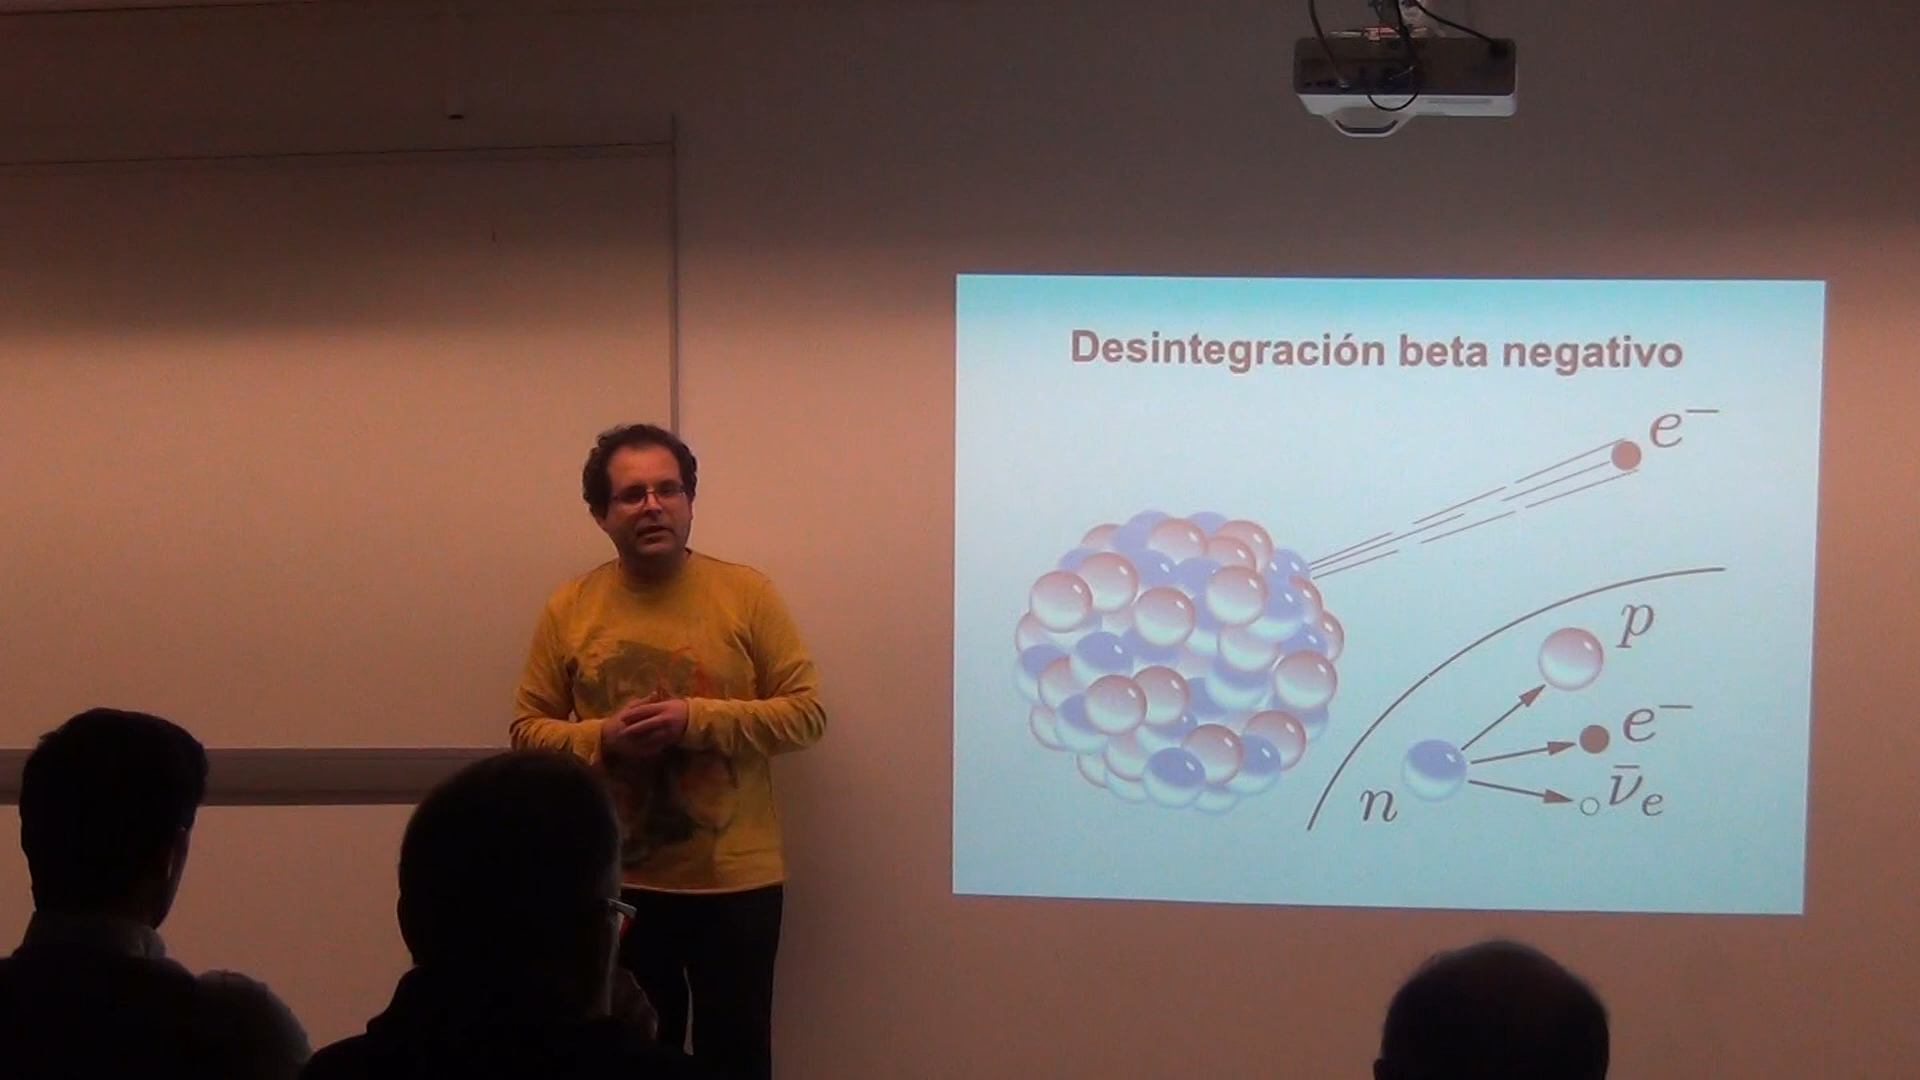 Desintegración beta negativo
e⁻
p
e⁻
n
ν̄ₑ